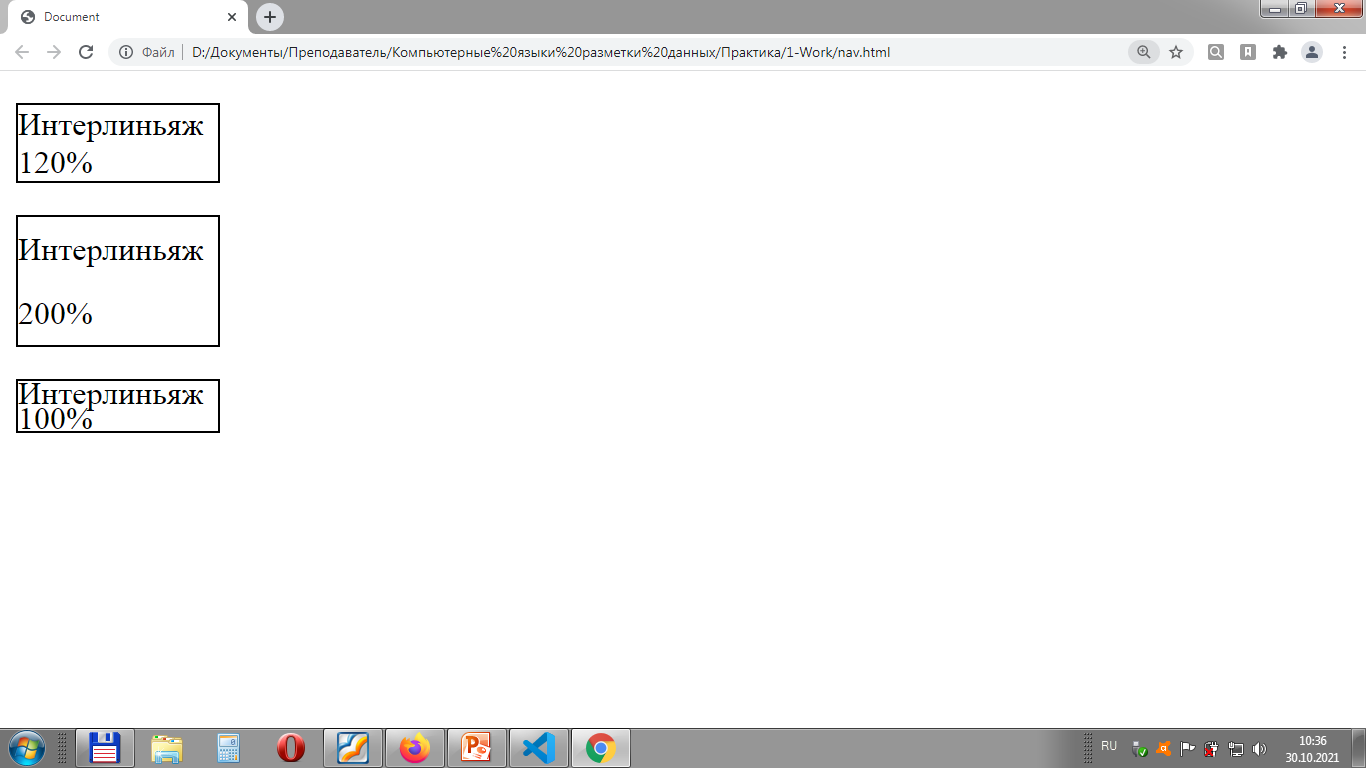 Document
Файл D:/Документы/Преподаватель/Компьютерные%20языки%20разметки%20данных/Практика/1-Work/nav.html
Интерлиньяж
120%
Интерлиньяж
200%
Интерлиньяж
100%
RU
10:36
30.10.2021